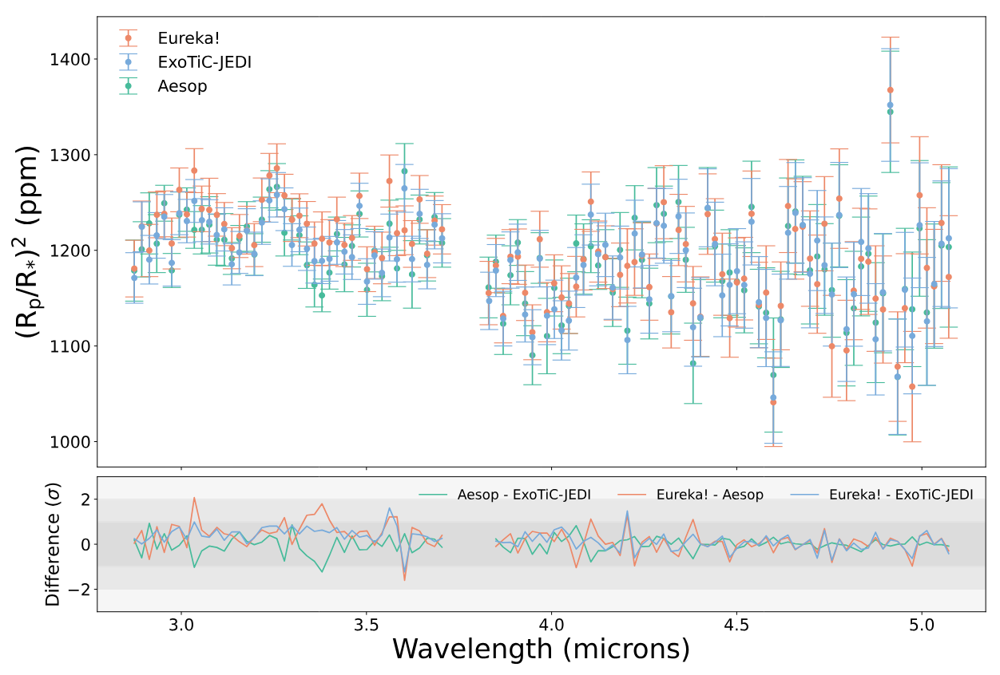 Eureka!
ExoTiC-JEDI
Aesop
1400
1300
1200
1100
1000
(Rp/R*)² (ppm)
Aesop - ExoTiC-JEDI
Eureka! - Aesop
Eureka! - ExoTiC-JEDI
2
0
−2
Difference (σ)
3.0 3.5 4.0 4.5 5.0
Wavelength (microns)